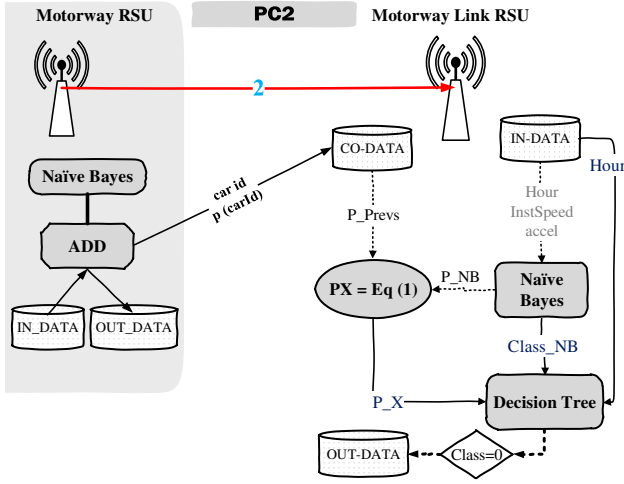 Motorway RSU
PC2
Motorway Link RSU
2
Naïve Bayes
ADD
IN_DATA
OUT_DATA
car id
p (carId)
CO-DATA
IN-DATA
Hour
Hour
InstSpeed
accel
P_Prevs
PX = Eq (1)
P_NB
Naïve
Bayes
Class_NB
P_X
Decision Tree
OUT-DATA
Class=0